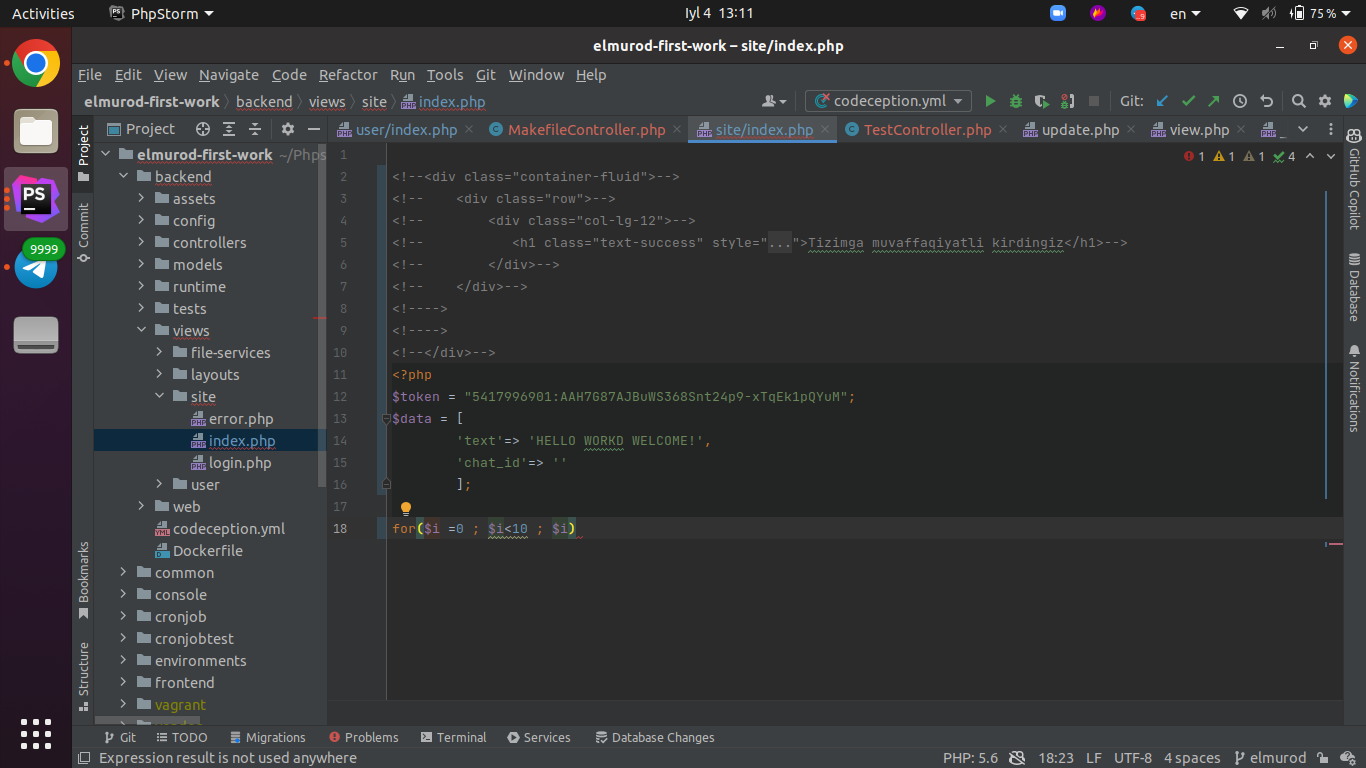 Activities PhpStorm Iyl 4 13:11 en 75 %
elmurod-first-work – site/index.php
File Edit View Navigate Code Refactor Run Tools Git Window Help
elmurod-first-work backend views site index.php codeception.yml Git:
Project user/index.php MakefileController.php site/index.php TestController.php update.php view.php
elmurod-first-work ~/Phps
backend
assets
config
controllers
models
runtime
tests
views
file-services
layouts
site
error.php
index.php
login.php
user
web
codeception.yml
Dockerfile
common
console
cronjob
cronjobtest
environments
frontend
vagrant
1 1 1 4
1
2 <!--<div class="container-fluid">-->
3 <!-- <div class="row">-->
4 <!-- <div class="col-lg-12">-->
5 <!-- <h1 class="text-success" style="...">Tizimga muvaffaqiyatli kirdingiz</h1>-->
6 <!-- </div>-->
7 <!-- </div>-->
8 <!---->
9 <!---->
10 <!--</div>-->
11 <?php
12 $token = "5417996901:AAH7G87AJBuWS368Snt24p9-xTqEk1pQYuM";
13 $data = [
14 'text'=> 'HELLO WORKD WELCOME!',
15 'chat_id'=> ''
16 ];
17
18 for($i =0 ; $i<10 ; $i)
Project
Commit
Bookmarks
Structure
GitHub Copilot
Database
Notifications
PS
9999
Git TODO Migrations Problems Terminal Services Database Changes
Expression result is not used anywhere PHP: 5.6 18:23 LF UTF-8 4 spaces elmurod